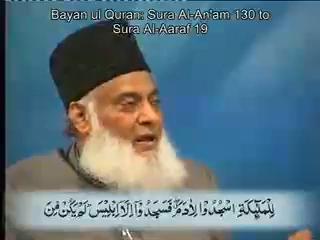 Bayan ul Quran: Sura Al-An'am 130 to
Sura Al-Aaraf 19
لِلْمَلٰٓئِكَةِ اسْجُدُوْا لِاٰدَمَ فَسَجَدُوْٓا اِلَّآ اِبْلِيْسَ لَمْ يَكُنْ مِّنَ